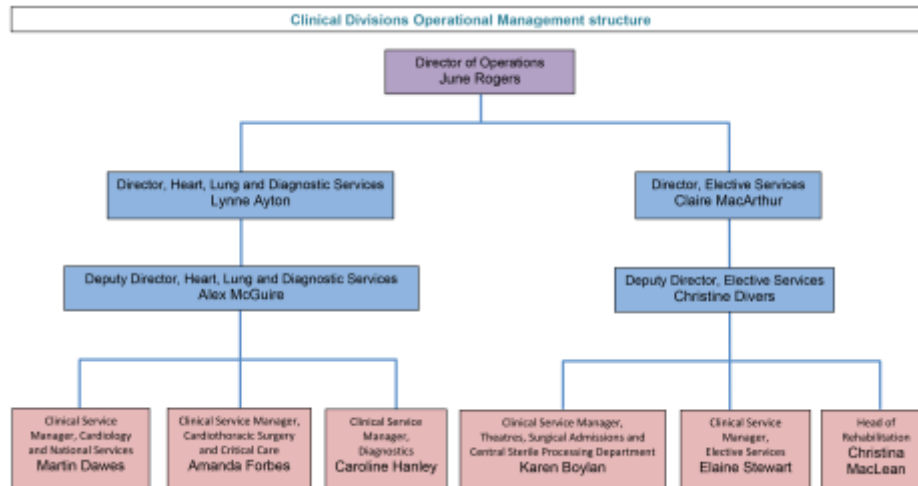 Clinical Divisions Operational Management structure
Director of Operations
June Rogers
Director, Heart, Lung and Diagnostic Services
Lynne Ayton
Director, Elective Services
Claire MacArthur
Deputy Director, Heart, Lung and Diagnostic Services
Alex McGuire
Deputy Director, Elective Services
Christine Divers
Clinical Service
Manager, Cardiology
and National Services
Martin Dawes
Clinical Service Manager,
Cardiothoracic Surgery
and Critical Care
Amanda Forbes
Clinical Service
Manager,
Diagnostics
Caroline Hanley
Clinical Service Manager,
Theatres, Surgical Admissions and
Central Sterile Processing Department
Karen Boylan
Clinical Service
Manager,
Elective Services
Elaine Stewart
Head of
Rehabilitation
Christina
MacLean